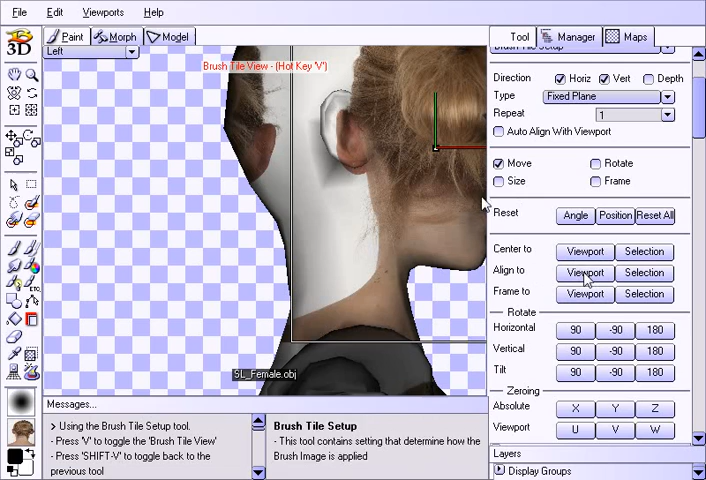 File Edit Viewports Help
3D Paint Morph Model Tool Manager Maps
Left
Brush Tile View - (Hot Key 'V')
Brush Tile Setup
Direction Horiz Vert Depth
Type Fixed Plane
Repeat 1
Auto Align With Viewport
Move Rotate
Size Frame
Reset Angle Position Reset All
Center to Viewport Selection
Align to Viewport Selection
Frame to Viewport Selection
Rotate
Horizontal 90 -90 180
Vertical 90 -90 180
Tilt 90 -90 180
Zeroing
Absolute X Y Z
Viewport U V W
Layers
Display Groups
ETC
SL_Female.obj
Messages...
> Using the Brush Tile Setup tool.
- Press 'V' to toggle the 'Brush Tile View'
- Press 'SHIFT-V' to toggle back to the
previous tool
Brush Tile Setup
- This tool contains setting that determine how the
Brush Image is applied